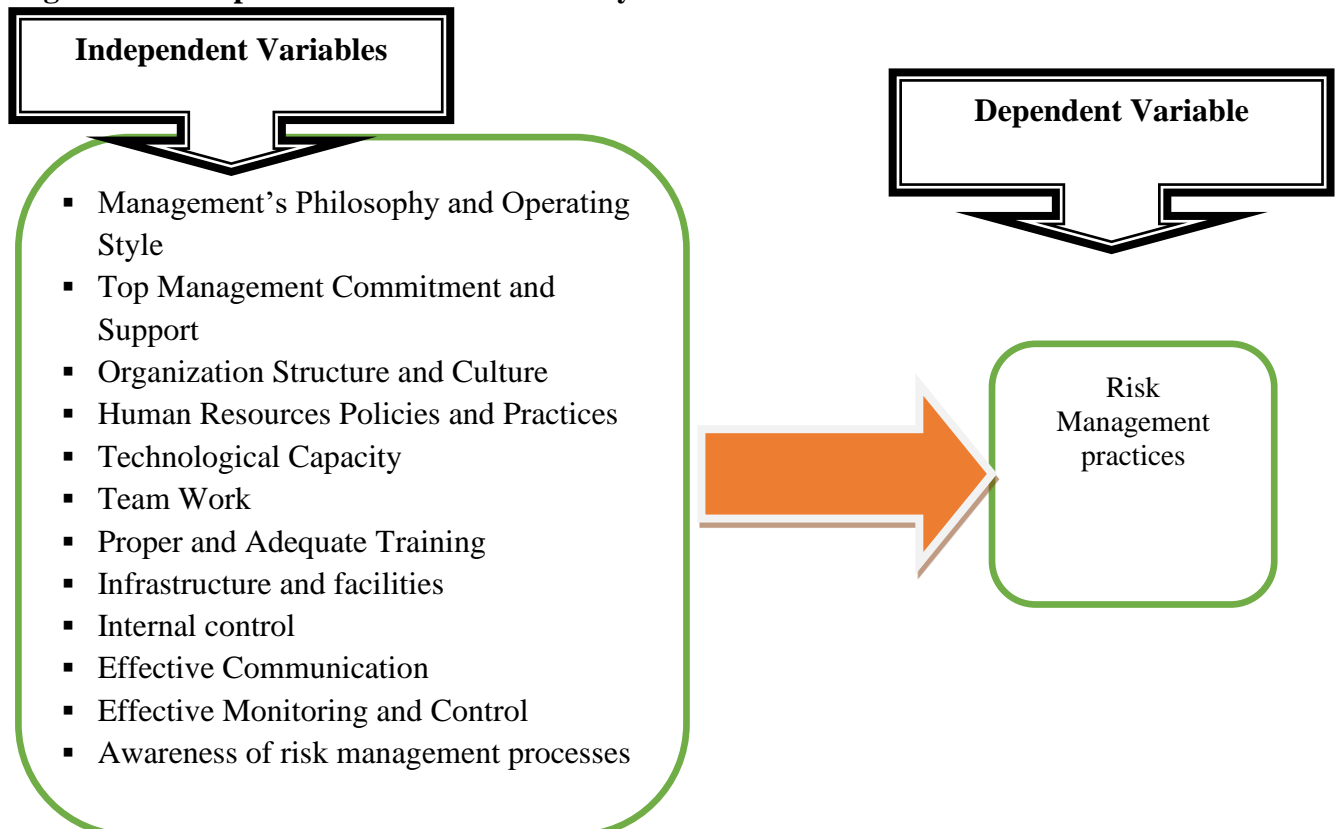 Independent Variables
Dependent Variable
▪ Management’s Philosophy and Operating
Style
▪ Top Management Commitment and
Support
▪ Organization Structure and Culture
▪ Human Resources Policies and Practices
▪ Technological Capacity
▪ Team Work
▪ Proper and Adequate Training
▪ Infrastructure and facilities
▪ Internal control
▪ Effective Communication
▪ Effective Monitoring and Control
▪ Awareness of risk management processes
Risk
Management
practices